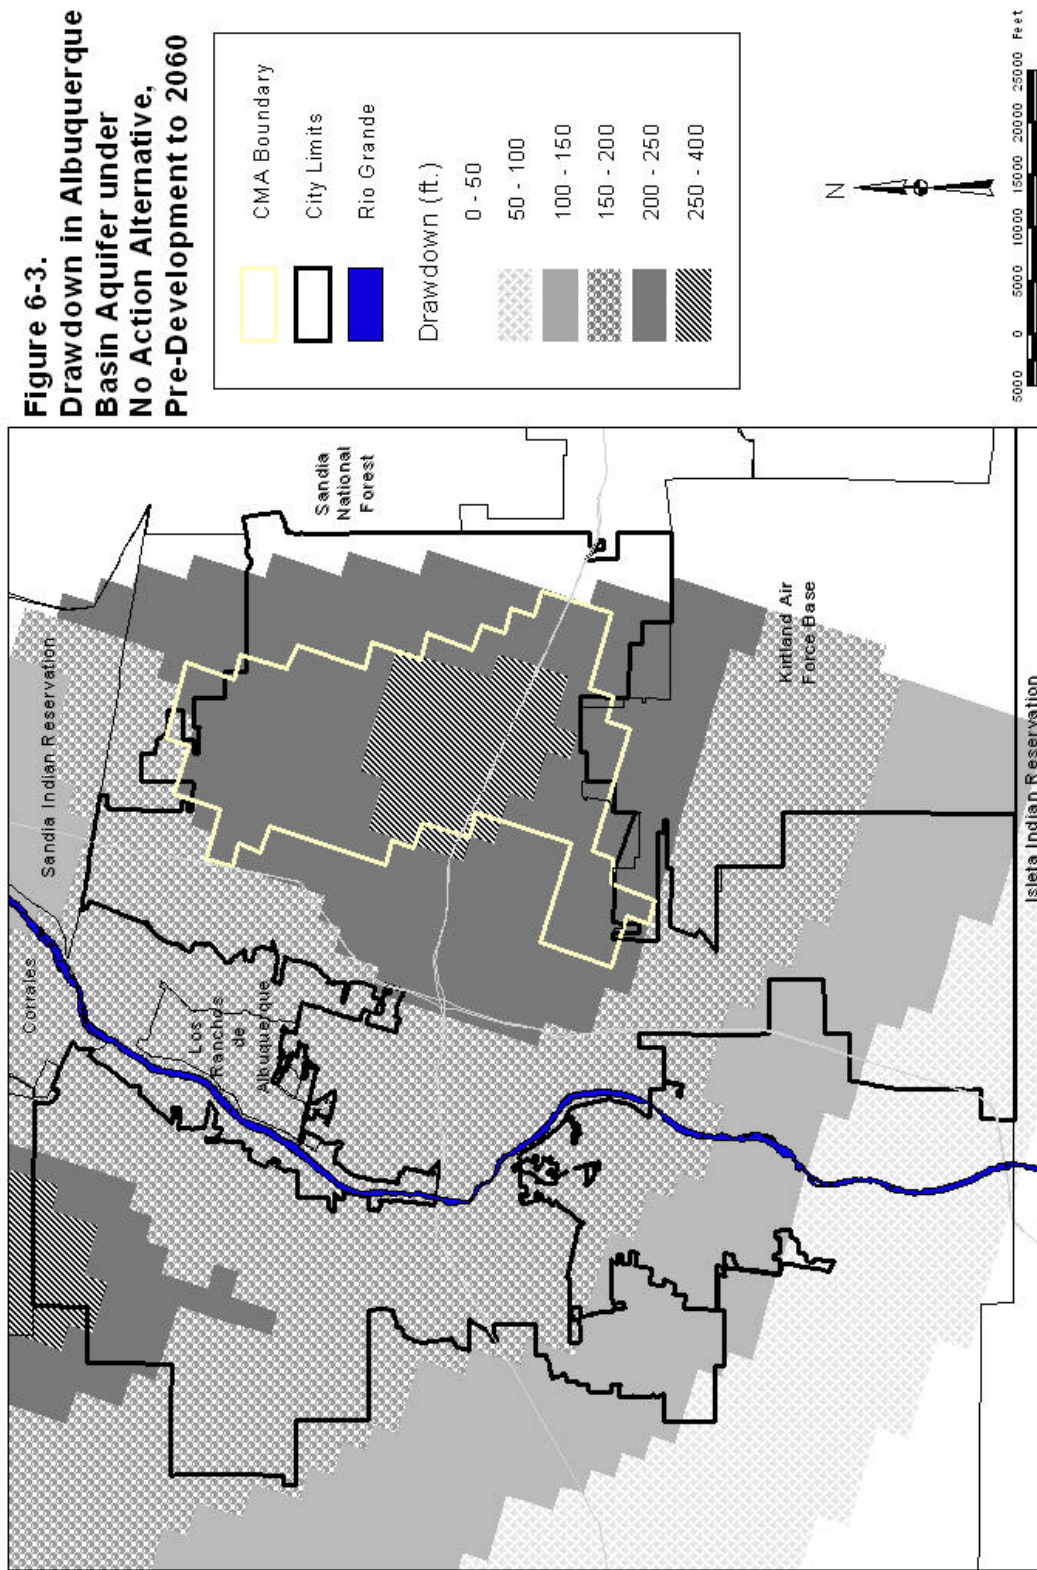 Figure 6-3.
Drawdown in Albuquerque
Basin Aquifer under
No Action Alternative,
Pre-Development to 2060
CMA Boundary
City Limits
Rio Grande
Drawdown (ft.)
0 - 50
50 - 100
100 - 150
150 - 200
200 - 250
250 - 400
N
5000 0 5000 10000 15000 20000 25000 Feet
Corrales
Sandia Indian Reservation
Los
Ranchos
de
Albuquerque
Sandia
National
Forest
Kirtland Air
Force Base
Isleta Indian Reservation